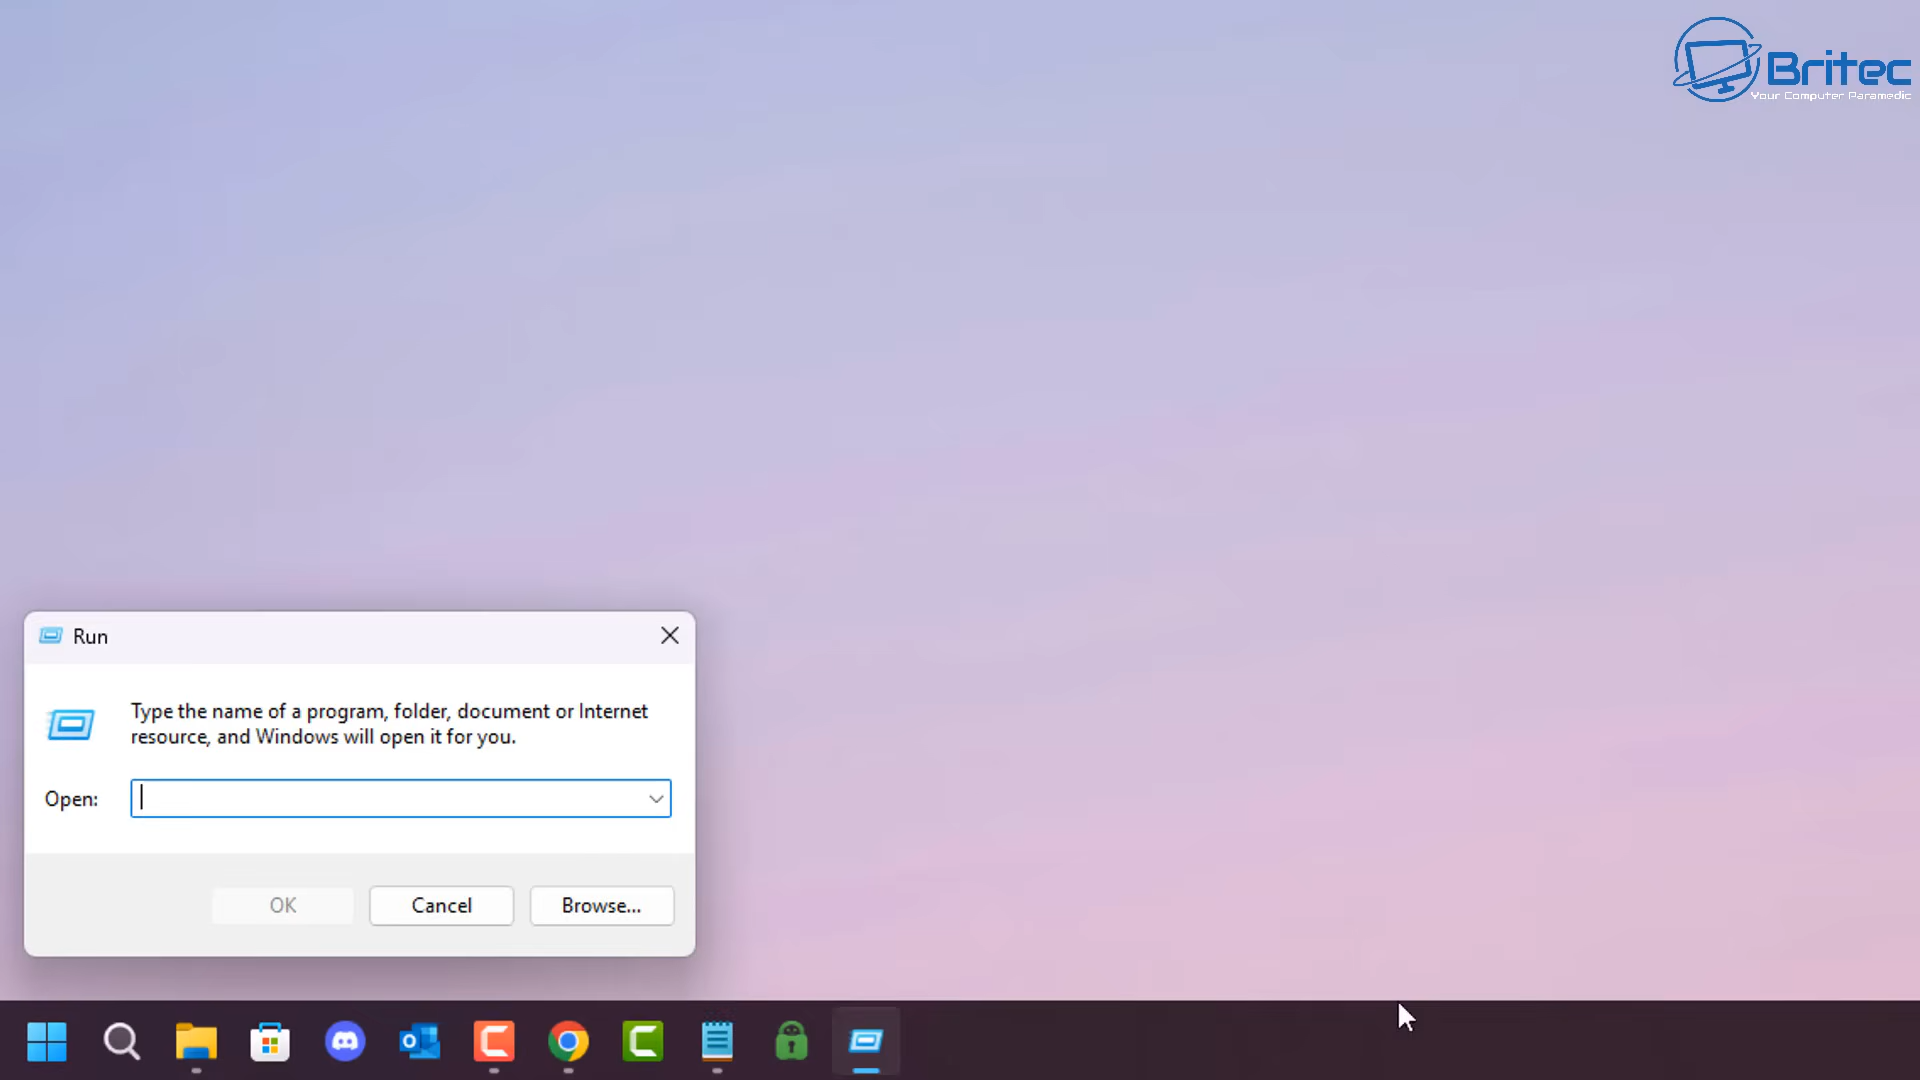 Britec
Your Computer Paramedic
Run
Type the name of a program, folder, document or Internet
resource, and Windows will open it for you.
Open:
OK
Cancel
Browse...